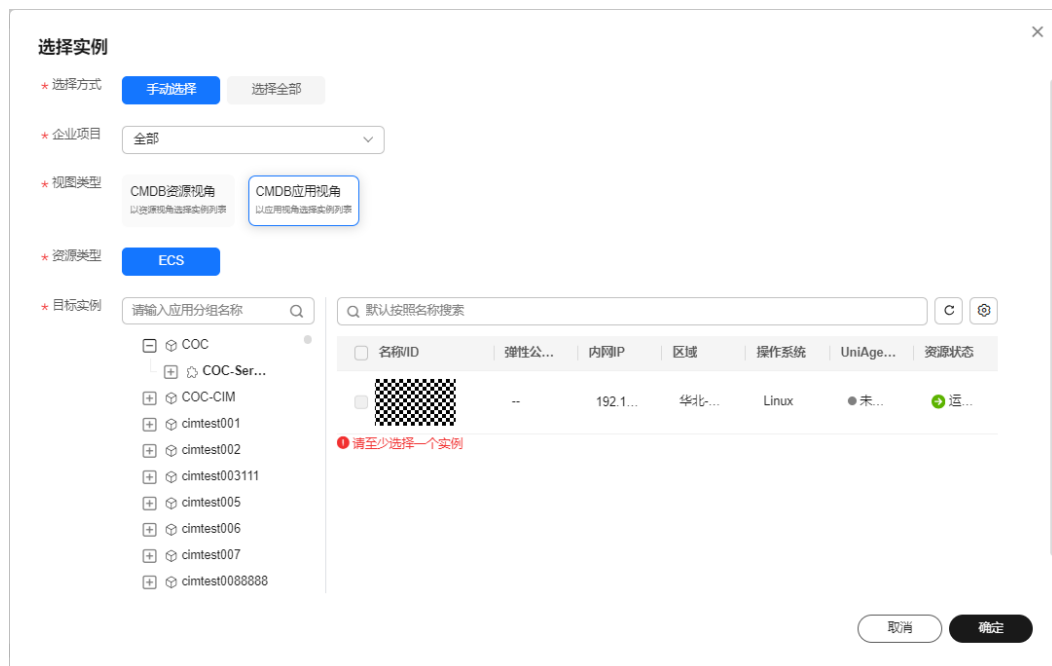 选择实例
* 选择方式
手动选择
选择全部
* 企业项目
全部
* 视图类型
CMDB资源视角
以资源视角选择实例列表
CMDB应用视角
以应用视角选择实例列表
* 资源类型
ECS
* 目标实例
请输入应用分组名称
COC
COC-Ser...
COC-CIM
cimtest001
cimtest002
cimtest003111
cimtest005
cimtest006
cimtest007
cimtest0088888
默认按照名称搜索
名称/ID 弹性公... 内网IP 区域 操作系统 UniAge... 资源状态
-- 192.1... 华北-... Linux 未... 运...
请至少选择一个实例
取消
确定